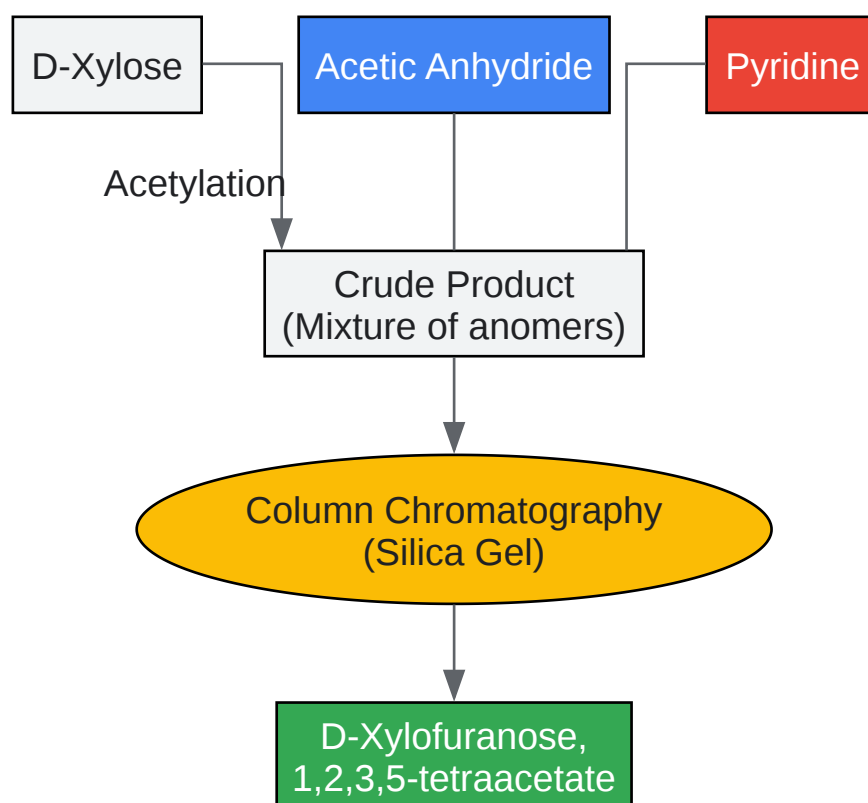 D-Xylose
Acetic Anhydride
Pyridine
Acetylation
Crude Product
(Mixture of anomers)
Column Chromatography
(Silica Gel)
D-Xylofuranose,
1,2,3,5-tetraacetate